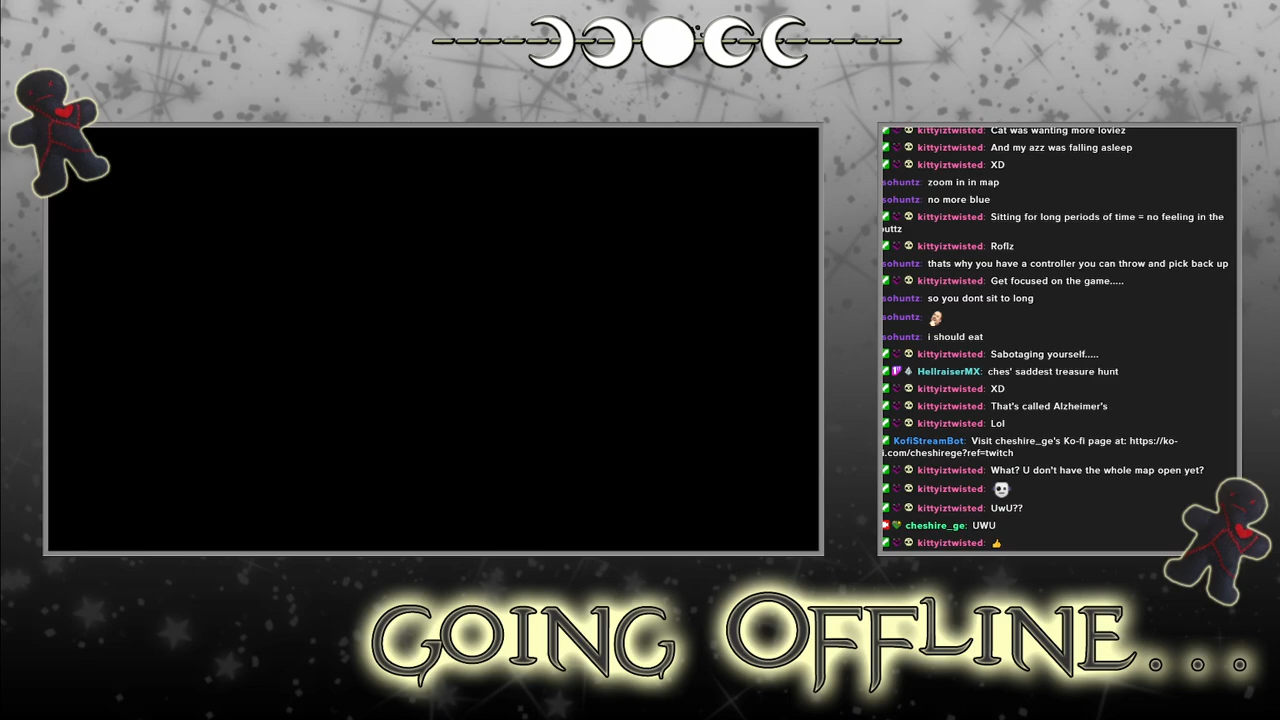 kittyiztwisted: Cat was wanting more loviez
kittyiztwisted: And my azz was falling asleep
kittyiztwisted: XD
sohuntz: zoom in in map
sohuntz: no more blue
kittyiztwisted: Sitting for long periods of time = no feeling in the
buttz
kittyiztwisted: Roflz
sohuntz: thats why you have a controller you can throw and pick back up
kittyiztwisted: Get focused on the game.....
sohuntz: so you dont sit to long
sohuntz:
sohuntz: i should eat
kittyiztwisted: Sabotaging yourself.....
HellraiserMX: ches' saddest treasure hunt
kittyiztwisted: XD
kittyiztwisted: That's called Alzheimer's
kittyiztwisted: Lol
KofiStreamBot: Visit cheshire_ge's Ko-fi page at: https://ko-
fi.com/cheshirege?ref=twitch
kittyiztwisted: What? U don't have the whole map open yet?
kittyiztwisted:
kittyiztwisted: UwU??
cheshire_ge: UWU
kittyiztwisted: 👍
GOING OFFLINE...